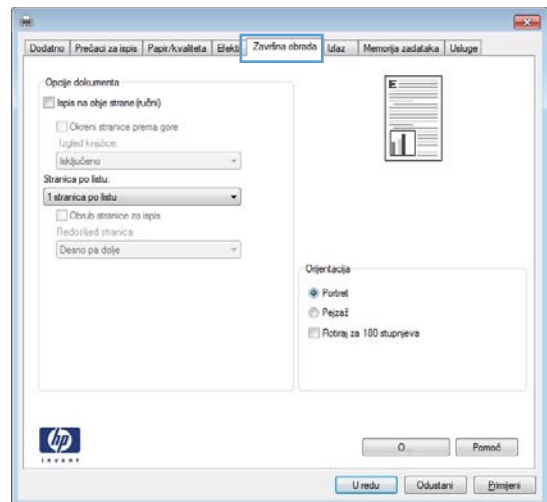 Dodatno Prečaci za ispis Papir/kvaliteta Efekti Završna obrada Izlaz Memorija zadataka Usluge
Opcije dokumenta
Ispis na obje strane (ručni)
Okreni stranice prema gore
Izgled knjižice:
Isključeno
Stranica po listu:
1 stranica po listu
Obrub stranice za ispis
Redoslijed stranica:
Desno pa dolje
E
Orijentacija
Portret
Pejzaž
Rotiraj za 180 stupnjeva
hp
invent
O...
Pomoć
U redu
Odustani
Primijeni